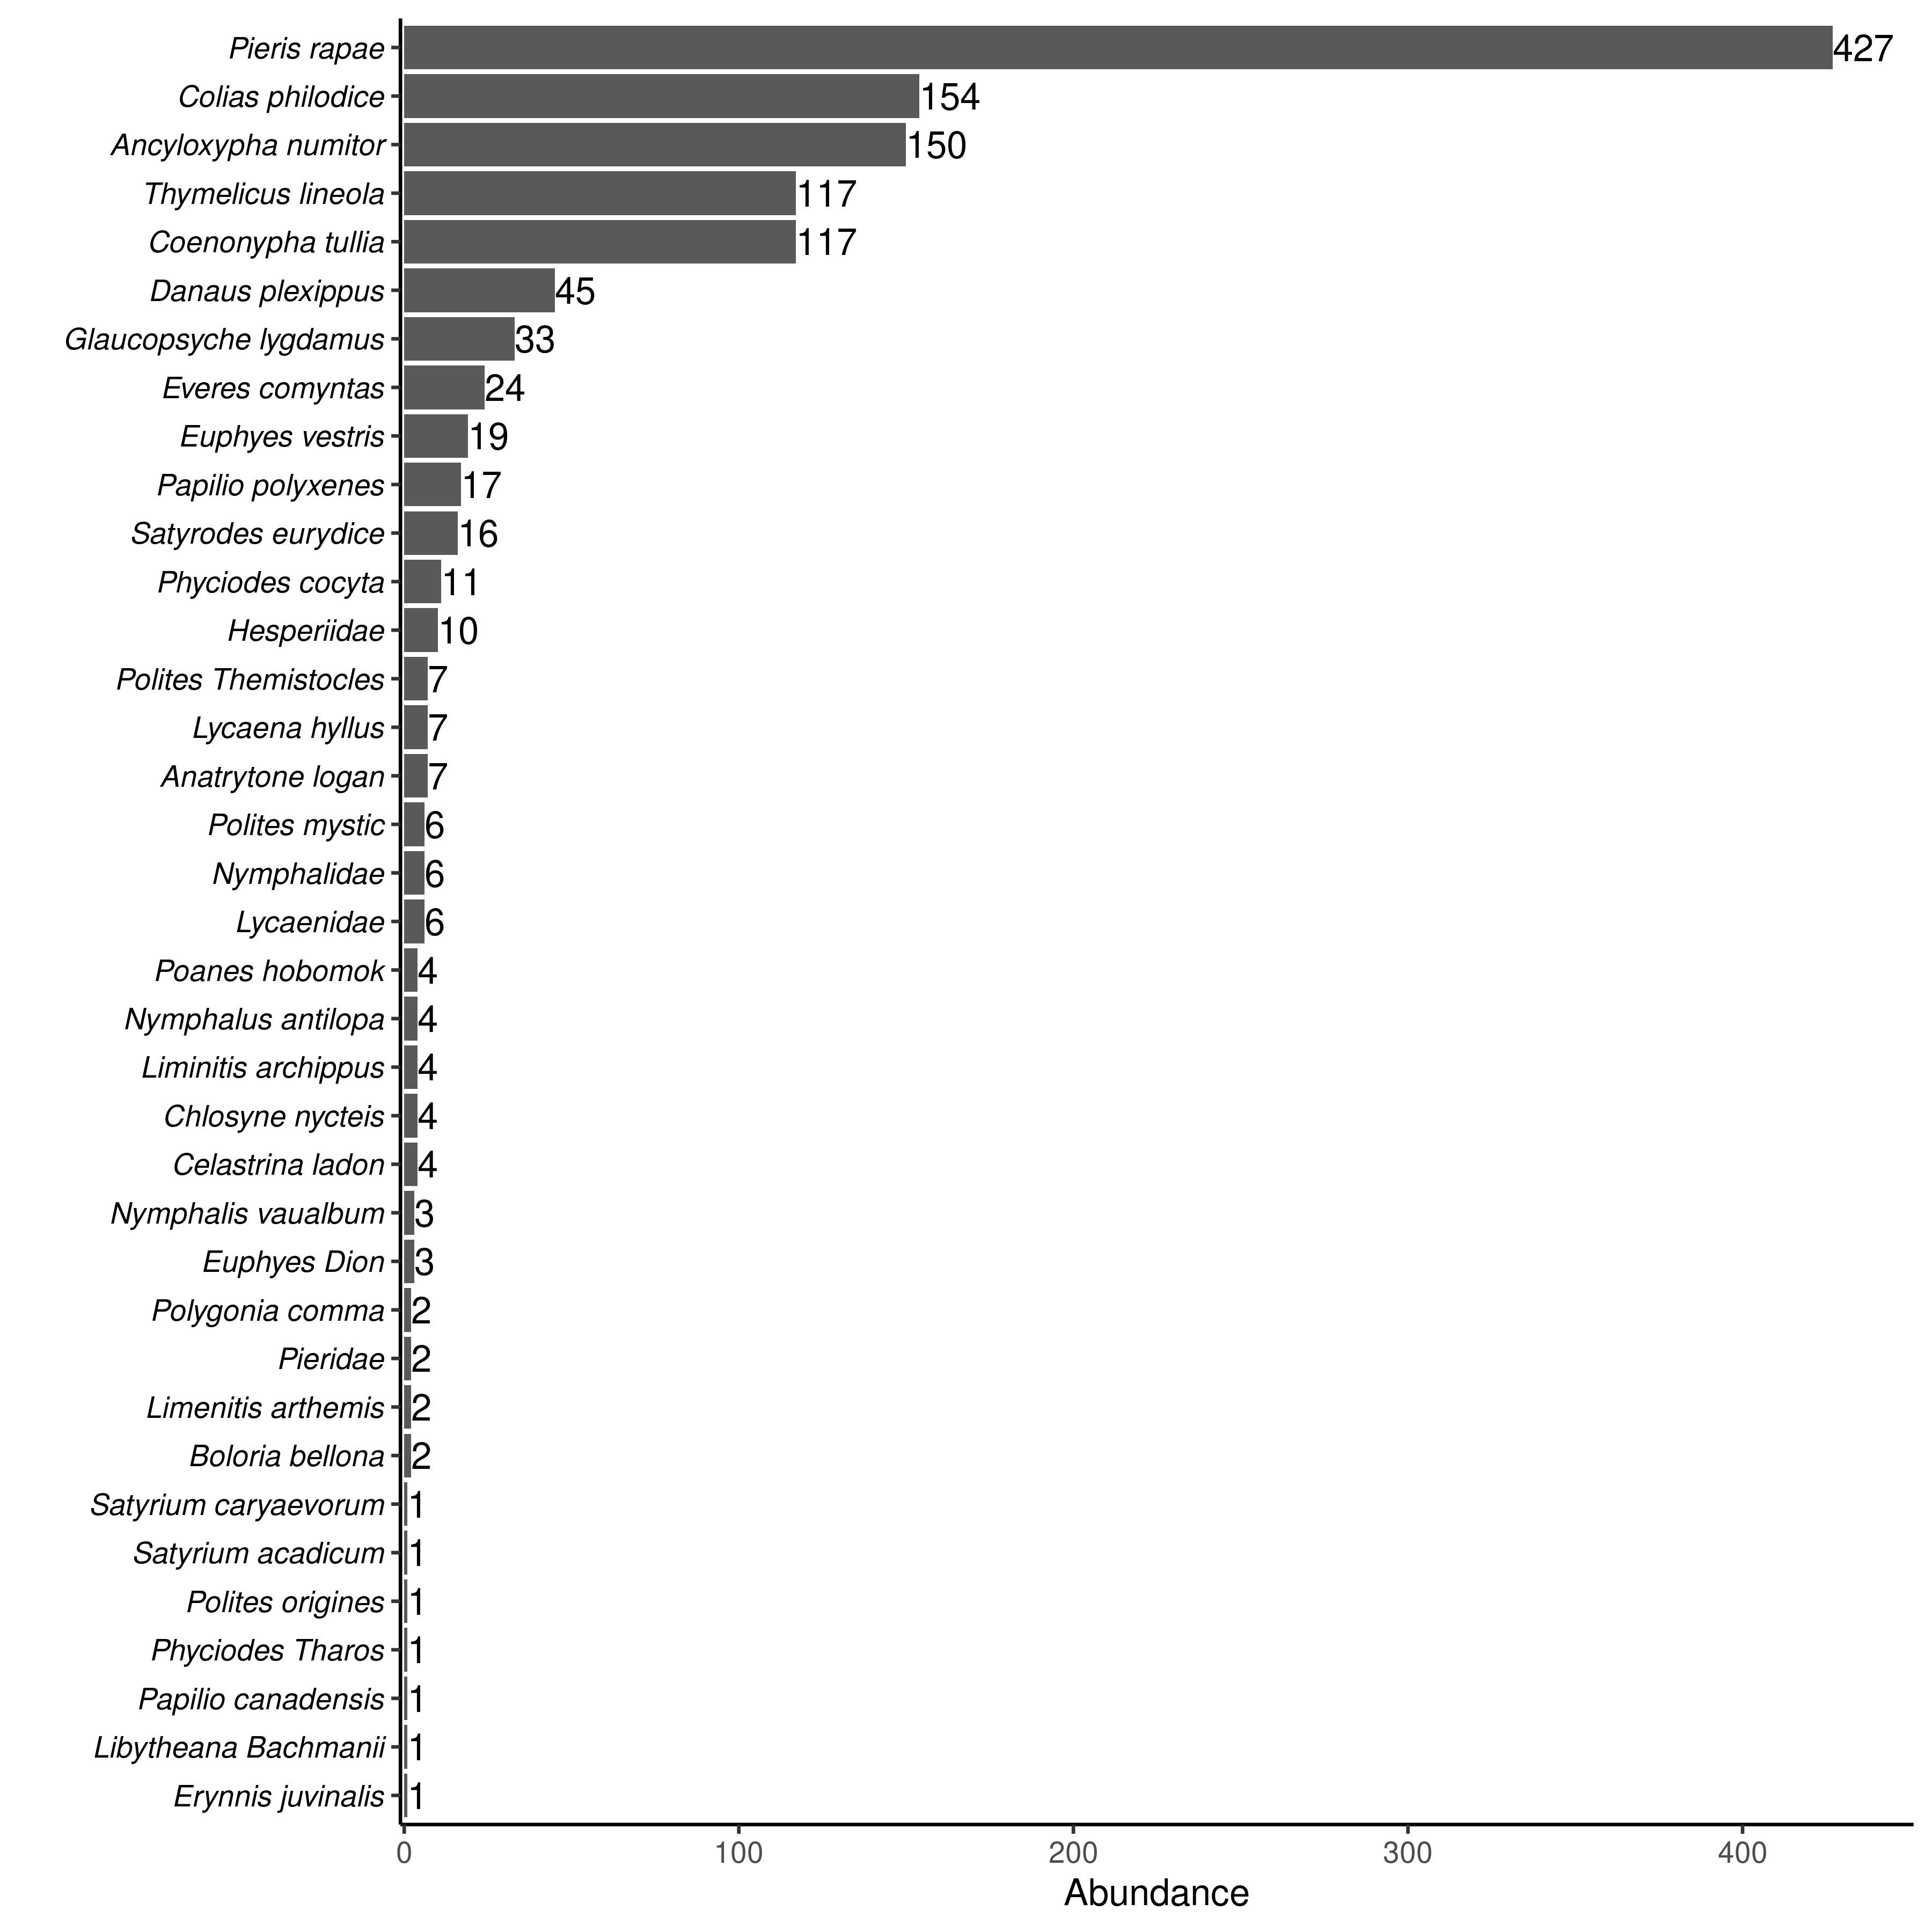 Pieris rapae 427
Colias philodice 154
Ancyloxypha numitor 150
Thymelicus lineola 117
Coenonypha tullia 117
Danaus plexippus 45
Glaucopsyche lygdamus 33
Everes comyntas 24
Euphyes vestris 19
Papilio polyxenes 17
Satyrodes eurydice 16
Phyciodes cocyta 11
Hesperiidae 10
Polites Themistocles 7
Lycaena hyllus 7
Anatrytone logan 7
Polites mystic 6
Nymphalidae 6
Lycaenidae 6
Poanes hobomok 4
Nymphalus antilopa 4
Liminitis archippus 4
Chlosyne nycteis 4
Celastrina ladon 4
Nymphalis vaualbum 3
Euphyes Dion 3
Polygonia comma 2
Pieridae 2
Limenitis arthemis 2
Boloria bellona 2
Satyrium caryaevorum 1
Satyrium acadicum 1
Polites origines 1
Phyciodes Tharos 1
Papilio canadensis 1
Libytheana Bachmanii 1
Erynnis juvinalis 1
0 100 200 300 400
Abundance